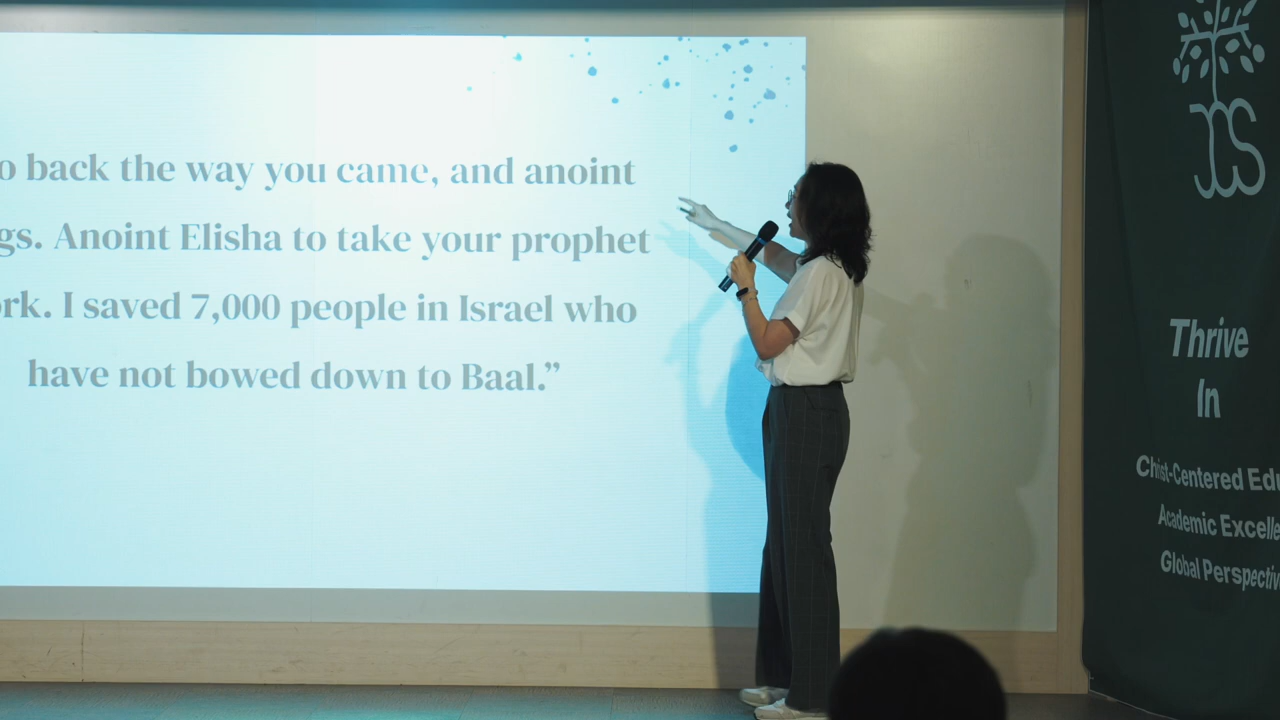 o back the way you came, and anoint
gs. Anoint Elisha to take your prophet
ork. I saved 7,000 people in Israel who
have not bowed down to Baal.”
Thrive
In
Christ-Centered Edu
Academic Excelle
Global Perspectiv